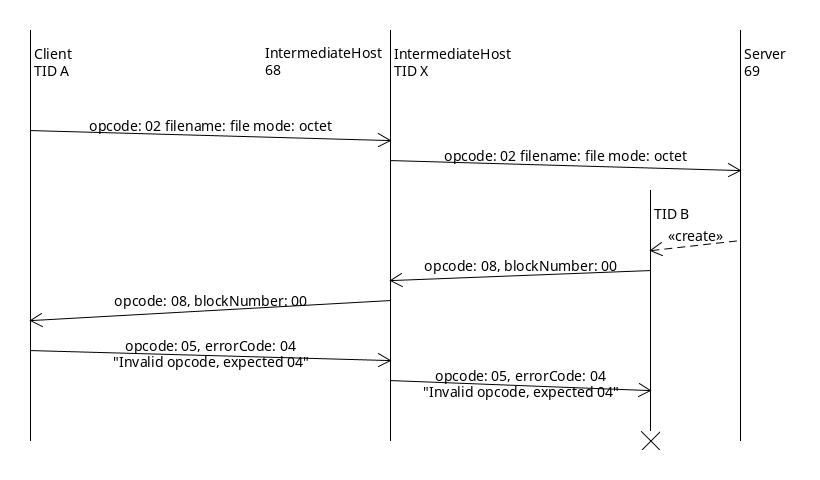 Client
TID A
IntermediateHost
68
IntermediateHost
TID X
Server
69
opcode: 02 filename: file mode: octet
opcode: 02 filename: file mode: octet
TID B
«create»
opcode: 08, blockNumber: 00
opcode: 08, blockNumber: 00
opcode: 05, errorCode: 04
"Invalid opcode, expected 04"
opcode: 05, errorCode: 04
"Invalid opcode, expected 04"